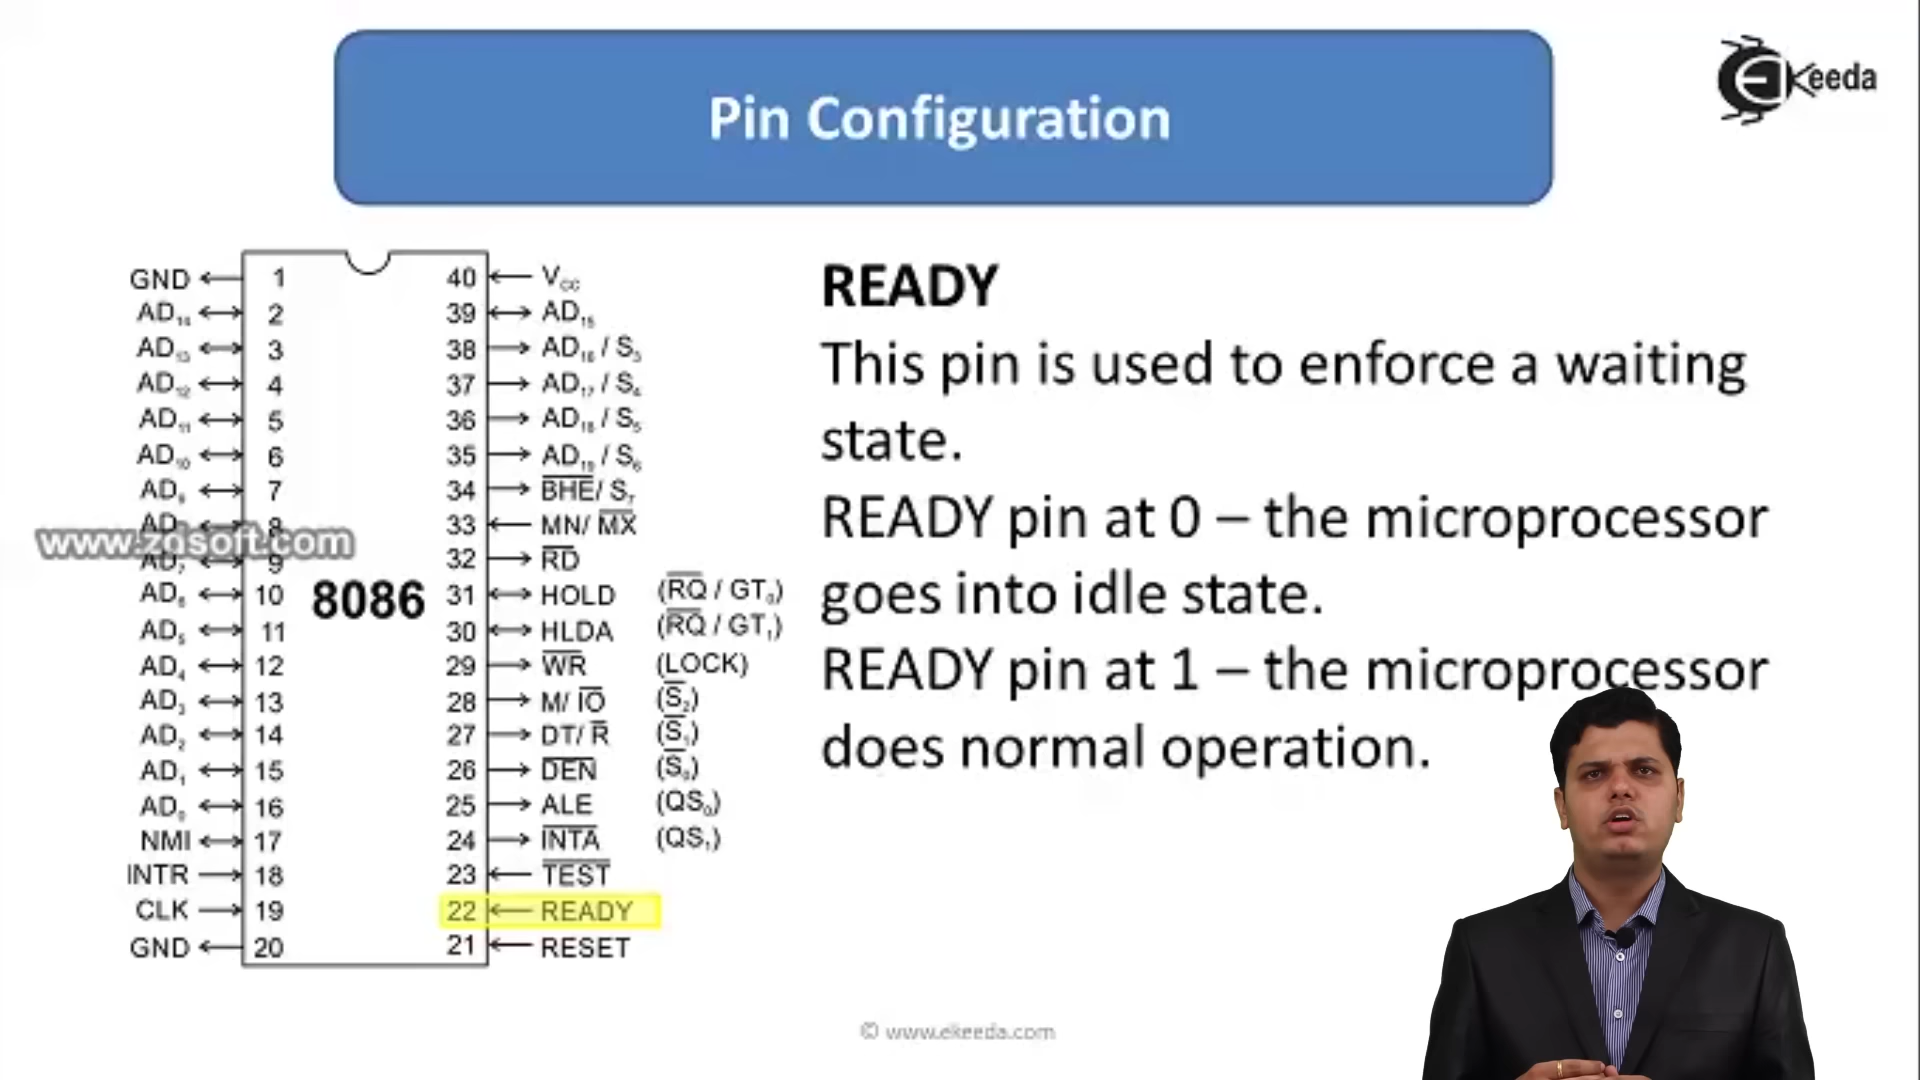 Pin Configuration
Ekeeda
READY
This pin is used to enforce a waiting
state.
READY pin at 0 – the microprocessor
goes into idle state.
READY pin at 1 – the microprocessor
does normal operation.
GND 1 40 VCC
AD14 2 39 AD15
AD13 3 38 AD16 / S3
AD12 4 37 AD17 / S4
AD11 5 36 AD18 / S5
AD10 6 35 AD19 / S6
AD9 7 34 BHE/ S7
AD 8 33 MN/ MX
www.zdsoft.com
AD7 9 32 RD
AD6 10 8086 31 HOLD (RQ / GT0)
AD5 11 30 HLDA (RQ / GT1)
AD4 12 29 WR (LOCK)
AD3 13 28 M/ IO (S2)
AD2 14 27 DT/ R (S1)
AD1 15 26 DEN (S0)
AD0 16 25 ALE (QS0)
NMI 17 24 INTA (QS1)
INTR 18 23 TEST
CLK 19 22 READY
GND 20 21 RESET
© www.ekeeda.com